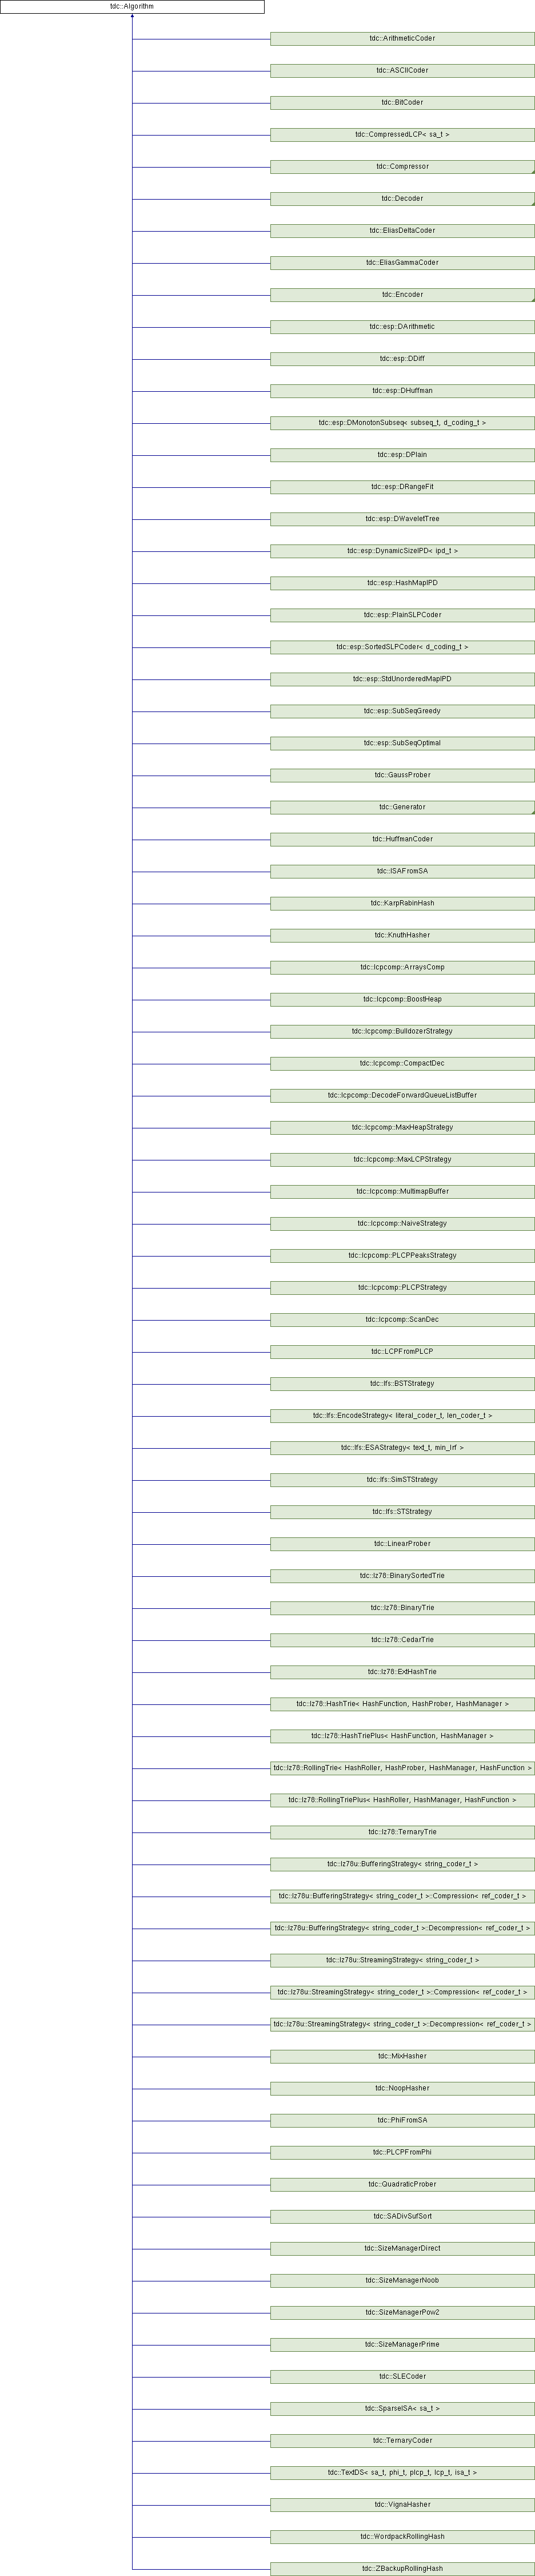 tdc::Algorithm
tdc::ArithmeticCoder
tdc::ASCIICoder
tdc::BitCoder
tdc::CompressedLCP< sa_t >
tdc::Compressor
tdc::Decoder
tdc::EliasDeltaCoder
tdc::EliasGammaCoder
tdc::Encoder
tdc::esp::DArithmetic
tdc::esp::DDiff
tdc::esp::DHuffman
tdc::esp::DMonotonSubseq< subseq_t, d_coding_t >
tdc::esp::DPlain
tdc::esp::DRangeFit
tdc::esp::DWaveletTree
tdc::esp::DynamicSizeIPD< ipd_t >
tdc::esp::HashMapIPD
tdc::esp::PlainSLPCoder
tdc::esp::SortedSLPCoder< d_coding_t >
tdc::esp::StdUnorderedMapIPD
tdc::esp::SubSeqGreedy
tdc::esp::SubSeqOptimal
tdc::GaussProber
tdc::Generator
tdc::HuffmanCoder
tdc::ISAFromSA
tdc::KarpRabinHash
tdc::KnuthHasher
tdc::lcpcomp::ArraysComp
tdc::lcpcomp::BoostHeap
tdc::lcpcomp::BulldozerStrategy
tdc::lcpcomp::CompactDec
tdc::lcpcomp::DecodeForwardQueueListBuffer
tdc::lcpcomp::MaxHeapStrategy
tdc::lcpcomp::MaxLCPStrategy
tdc::lcpcomp::MultimapBuffer
tdc::lcpcomp::NaiveStrategy
tdc::lcpcomp::PLCPPeaksStrategy
tdc::lcpcomp::PLCPStrategy
tdc::lcpcomp::ScanDec
tdc::LCPFromPLCP
tdc::lfs::BSTStrategy
tdc::lfs::EncodeStrategy< literal_coder_t, len_coder_t >
tdc::lfs::ESAStrategy< text_t, min_lrf >
tdc::lfs::SimSTStrategy
tdc::lfs::STStrategy
tdc::LinearProber
tdc::lz78::BinarySortedTrie
tdc::lz78::BinaryTrie
tdc::lz78::CedarTrie
tdc::lz78::ExtHashTrie
tdc::lz78::HashTrie< HashFunction, HashProber, HashManager >
tdc::lz78::HashTriePlus< HashFunction, HashManager >
tdc::lz78::RollingTrie< HashRoller, HashProber, HashManager, HashFunction >
tdc::lz78::RollingTriePlus< HashRoller, HashManager, HashFunction >
tdc::lz78::TernaryTrie
tdc::lz78u::BufferingStrategy< string_coder_t >
tdc::lz78u::BufferingStrategy< string_coder_t >::Compression< ref_coder_t >
tdc::lz78u::BufferingStrategy< string_coder_t >::Decompression< ref_coder_t >
tdc::lz78u::StreamingStrategy< string_coder_t >
tdc::lz78u::StreamingStrategy< string_coder_t >::Compression< ref_coder_t >
tdc::lz78u::StreamingStrategy< string_coder_t >::Decompression< ref_coder_t >
tdc::MixHasher
tdc::NoopHasher
tdc::PhiFromSA
tdc::PLCPFromPhi
tdc::QuadraticProber
tdc::SADivSufSort
tdc::SizeManagerDirect
tdc::SizeManagerNoob
tdc::SizeManagerPow2
tdc::SizeManagerPrime
tdc::SLECoder
tdc::SparseISA< sa_t >
tdc::TernaryCoder
tdc::TextDS< sa_t, phi_t, plcp_t, lcp_t, isa_t >
tdc::VignaHasher
tdc::WordpackRollingHash
tdc::ZBackupRollingHash